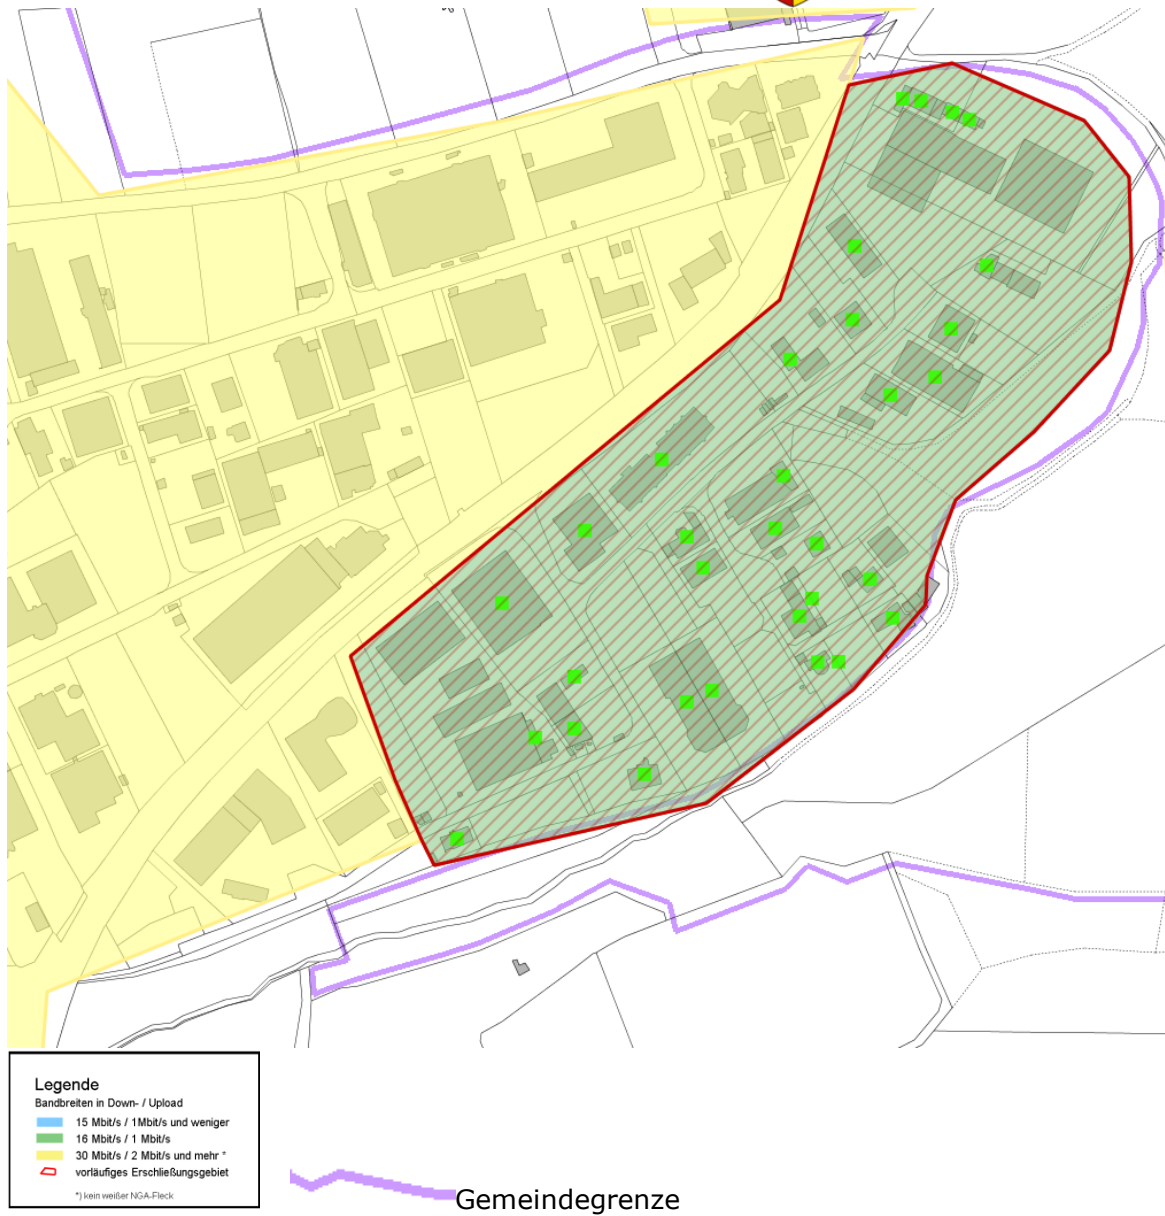 Legende
Bandbreiten in Down- / Upload
15 Mbit/s / 1Mbit/s und weniger
16 Mbit/s / 1 Mbit/s
30 Mbit/s / 2 Mbit/s und mehr *
vorläufiges Erschließungsgebiet
*) kein weißer NGA-Fleck
Gemeindegrenze